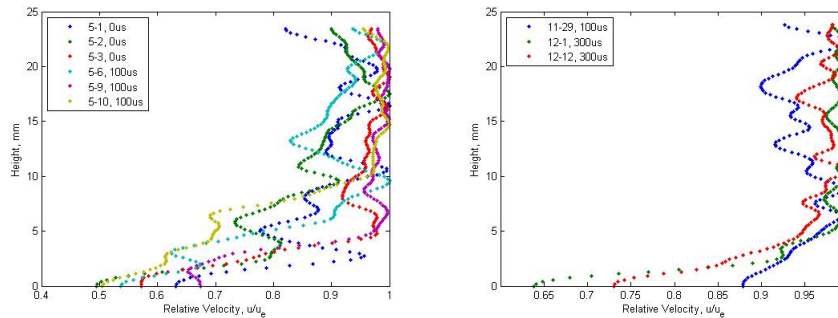 25
20
15
10
5
0
Height, mm
5-1, 0us
5-2, 0us
5-3, 0us
5-6, 100us
5-9, 100us
5-10, 100us
0.4 0.5 0.6 0.7 0.8 0.9 1
Relative Velocity, u/ue
25
20
15
10
5
0
Height, mm
11-29, 100us
12-1, 300us
12-12, 300us
0.65 0.7 0.75 0.8 0.85 0.9 0.95
Relative Velocity, u/ue